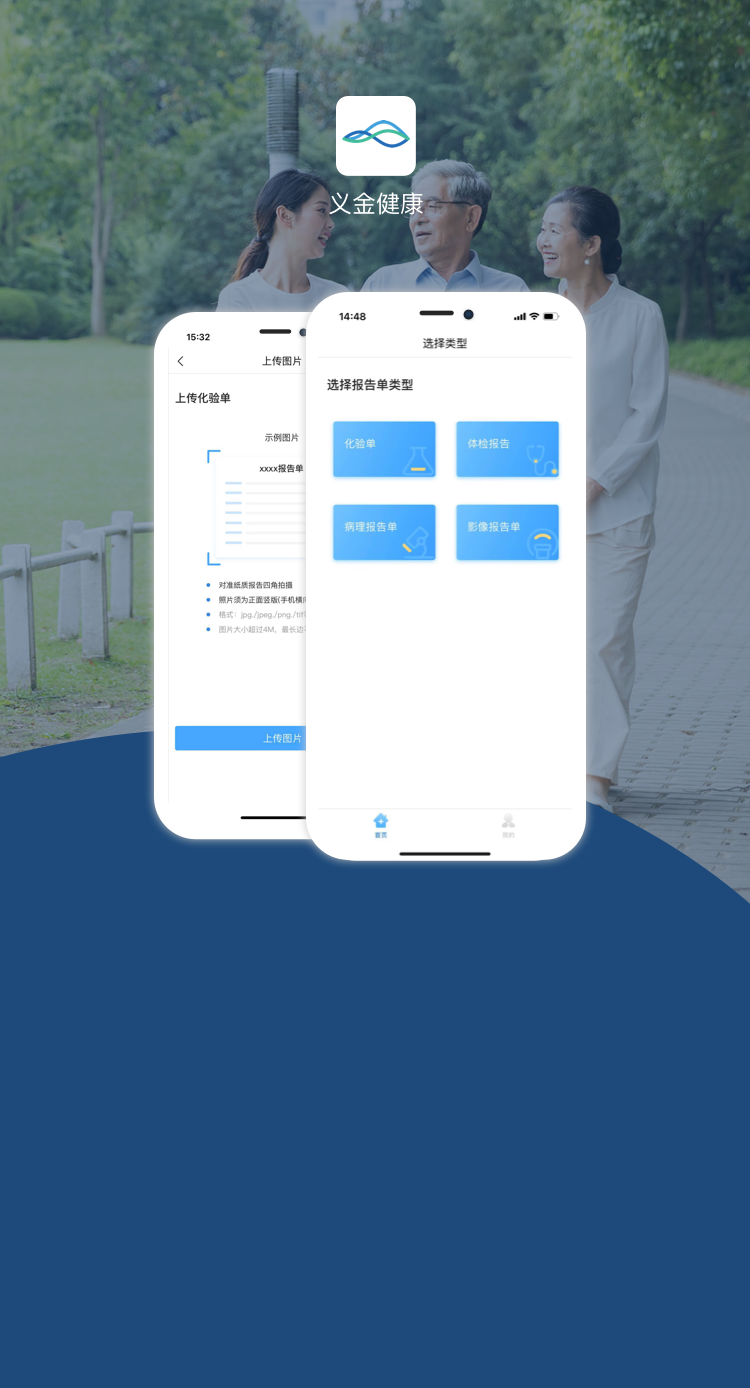 义金健康
15:32
上传图片
上传化验单
示例图片
xxxx报告单
对准纸质报告四角拍摄
照片须为正面竖版(手机横
格式：jpg./jpeg./png./tif
图片大小超过4M，最长边
上传图片
14:48
选择类型
选择报告单类型
化验单
体检报告
病理报告单
影像报告单
首页
我的